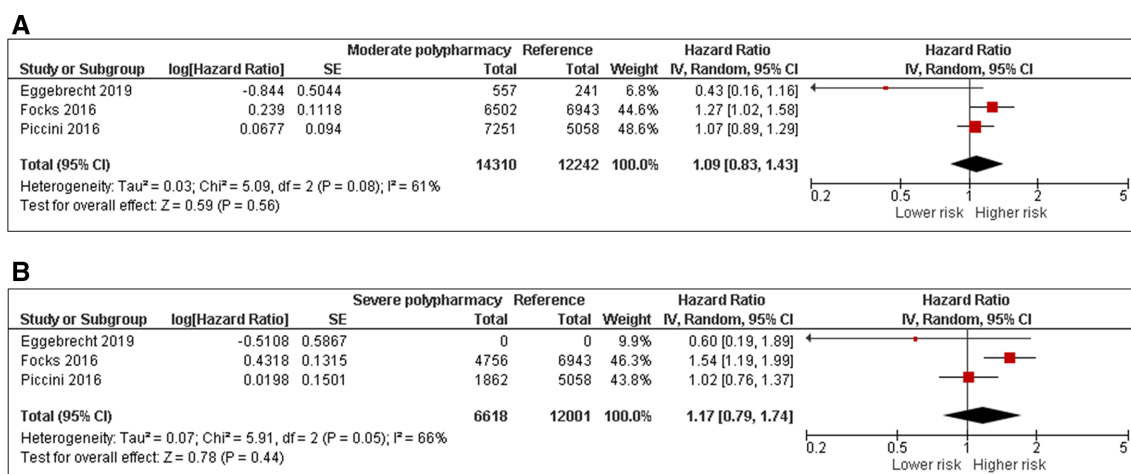 A
Moderate polypharmacy Reference Hazard Ratio Hazard Ratio
Study or Subgroup log[Hazard Ratio] SE Total Total Weight IV, Random, 95% CI IV, Random, 95% CI
Eggebrecht 2019 -0.844 0.5044 557 241 6.8% 0.43 [0.16, 1.16]
Focks 2016 0.239 0.1118 6502 6943 44.6% 1.27 [1.02, 1.58]
Piccini 2016 0.0677 0.094 7251 5058 48.6% 1.07 [0.89, 1.29]
Total (95% CI) 14310 12242 100.0% 1.09 [0.83, 1.43]
Heterogeneity: Tau² = 0.03; Chi² = 5.09, df = 2 (P = 0.08); I² = 61%
Test for overall effect: Z = 0.59 (P = 0.56)
0.2 0.5 1 2 5
Lower risk Higher risk
B
Severe polypharmacy Reference Hazard Ratio Hazard Ratio
Study or Subgroup log[Hazard Ratio] SE Total Total Weight IV, Random, 95% CI IV, Random, 95% CI
Eggebrecht 2019 -0.5108 0.5867 0 0 9.9% 0.60 [0.19, 1.89]
Focks 2016 0.4318 0.1315 4756 6943 46.3% 1.54 [1.19, 1.99]
Piccini 2016 0.0198 0.1501 1862 5058 43.8% 1.02 [0.76, 1.37]
Total (95% CI) 6618 12001 100.0% 1.17 [0.79, 1.74]
Heterogeneity: Tau² = 0.07; Chi² = 5.91, df = 2 (P = 0.05); I² = 66%
Test for overall effect: Z = 0.78 (P = 0.44)
0.2 0.5 1 2 5
Lower risk Higher risk